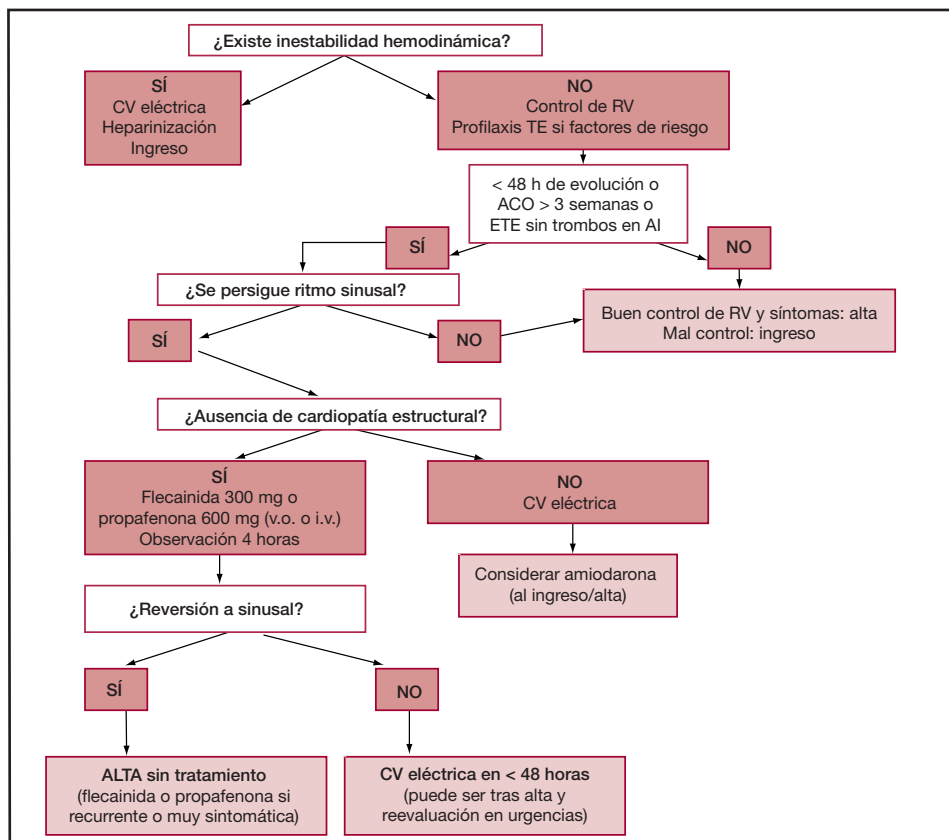 ¿Existe inestabilidad hemodinámica?
SÍ
CV eléctrica
Heparinización
Ingreso
NO
Control de RV
Profilaxis TE si factores de riesgo
< 48 h de evolución o
ACO > 3 semanas o
ETE sin trombos en AI
SÍ
NO
¿Se persigue ritmo sinusal?
Buen control de RV y síntomas: alta
Mal control: ingreso
SÍ
NO
¿Ausencia de cardiopatía estructural?
SÍ
Flecainida 300 mg o
propafenona 600 mg (v.o. o i.v.)
Observación 4 horas
NO
CV eléctrica
Considerar amiodarona
(al ingreso/alta)
¿Reversión a sinusal?
SÍ
NO
ALTA sin tratamiento
(flecainida o propafenona si
recurrente o muy sintomática)
CV eléctrica en < 48 horas
(puede ser tras alta y
reevaluación en urgencias)